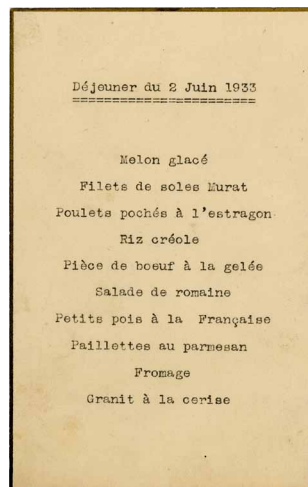 Déjeuner du 2 Juin 1933
=======================
Melon glacé
Filets de soles Murat
Poulets pochés à l'estragon
Riz créole
Pièce de boeuf à la gelée
Salade de romaine
Petits pois à la Française
Paillettes au parmesan
Fromage
Granit à la cerise